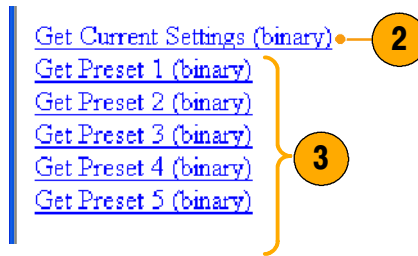 Get Current Settings (binary)
2
Get Preset 1 (binary)
Get Preset 2 (binary)
Get Preset 3 (binary)
3
Get Preset 4 (binary)
Get Preset 5 (binary)